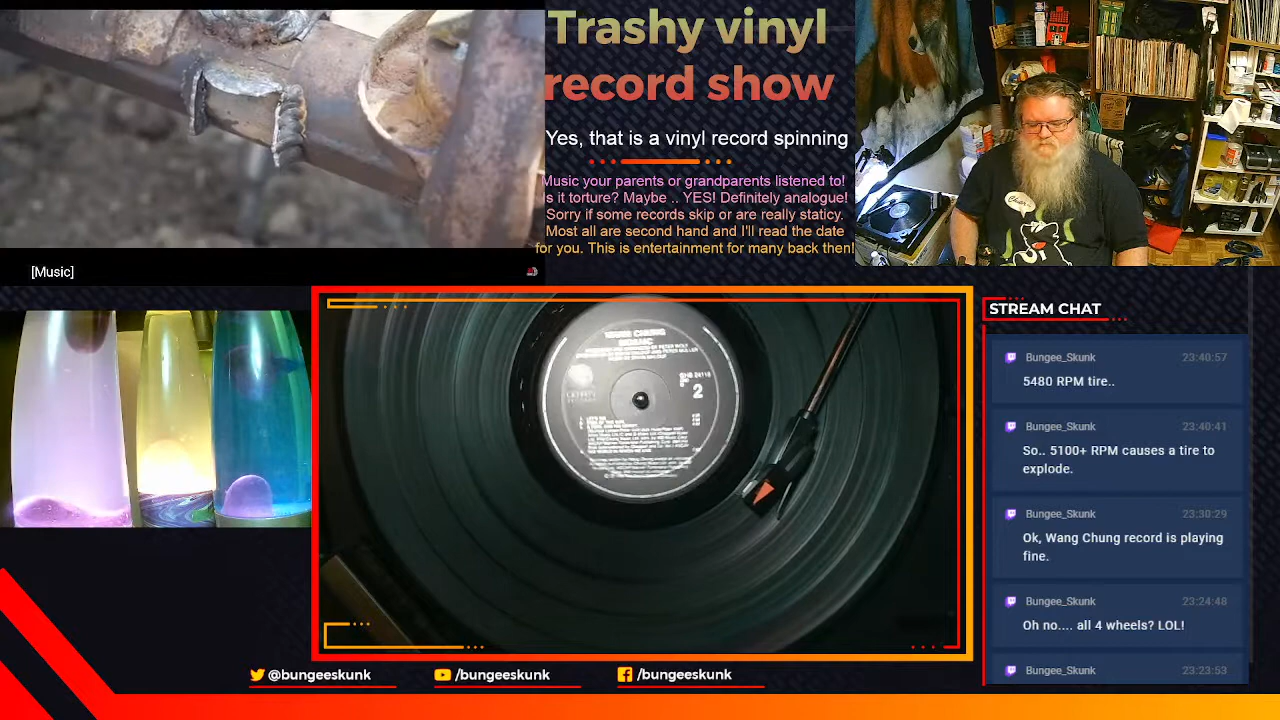 Trashy vinyl
record show
Yes, that is a vinyl record spinning
Music your parents or grandparents listened to!
Is it torture? Maybe .. YES! Definitely analogue!
Sorry if some records skip or are really staticy.
Most all are second hand and I'll read the date
for you. This is entertainment for many back then!
[Music]
MOSAIC
2
STREAM CHAT
Bungee_Skunk 23:40:57
5480 RPM tire..
Bungee_Skunk 23:40:41
So.. 5100+ RPM causes a tire to
explode.
Bungee_Skunk 23:30:29
Ok, Wang Chung record is playing
fine.
Bungee_Skunk 23:24:48
Oh no.... all 4 wheels? LOL!
Bungee_Skunk 23:23:53
@bungeeskunk
/bungeeskunk
/bungeeskunk